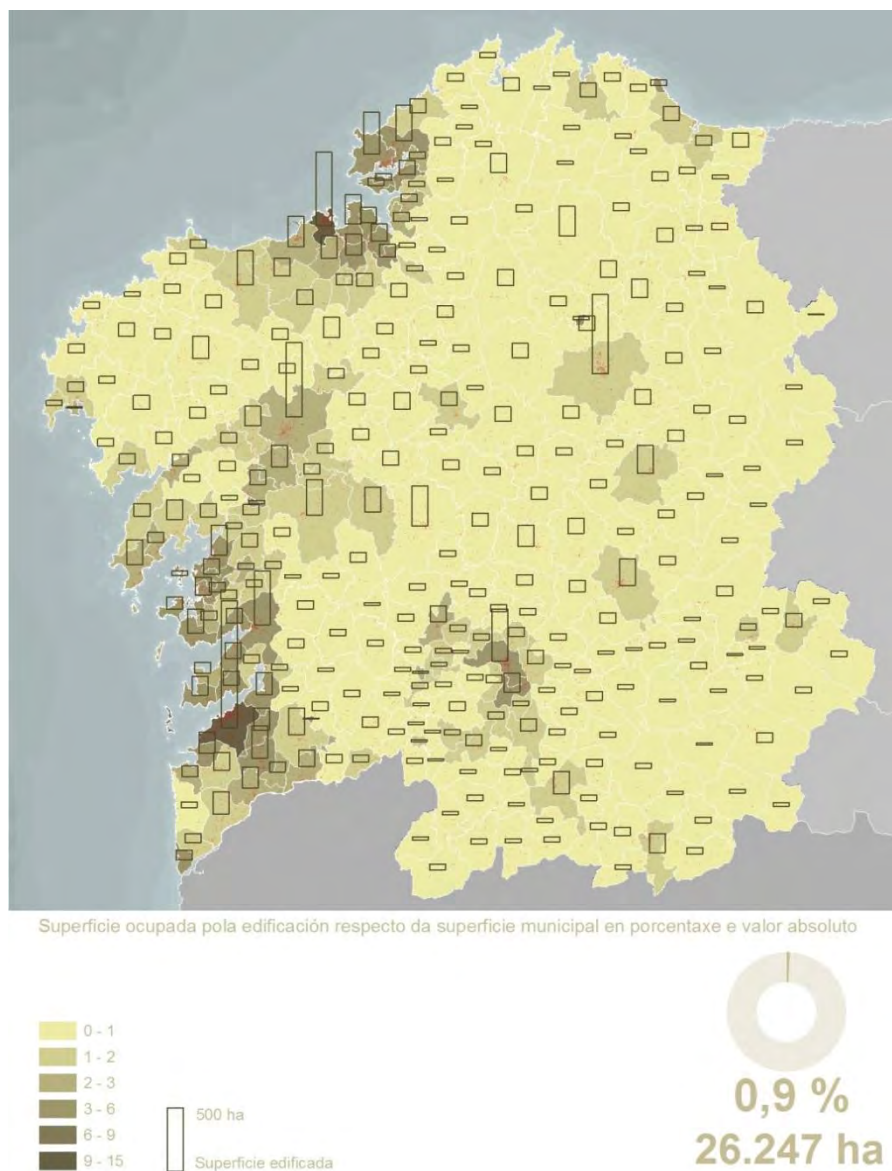 Superficie ocupada pola edificación respecto da superficie municipal en porcentaxe e valor absoluto
0 - 1
1 - 2
2 - 3
3 - 6
6 - 9
9 - 15
500 ha
Superficie edificada
0,9 %
26.247 ha